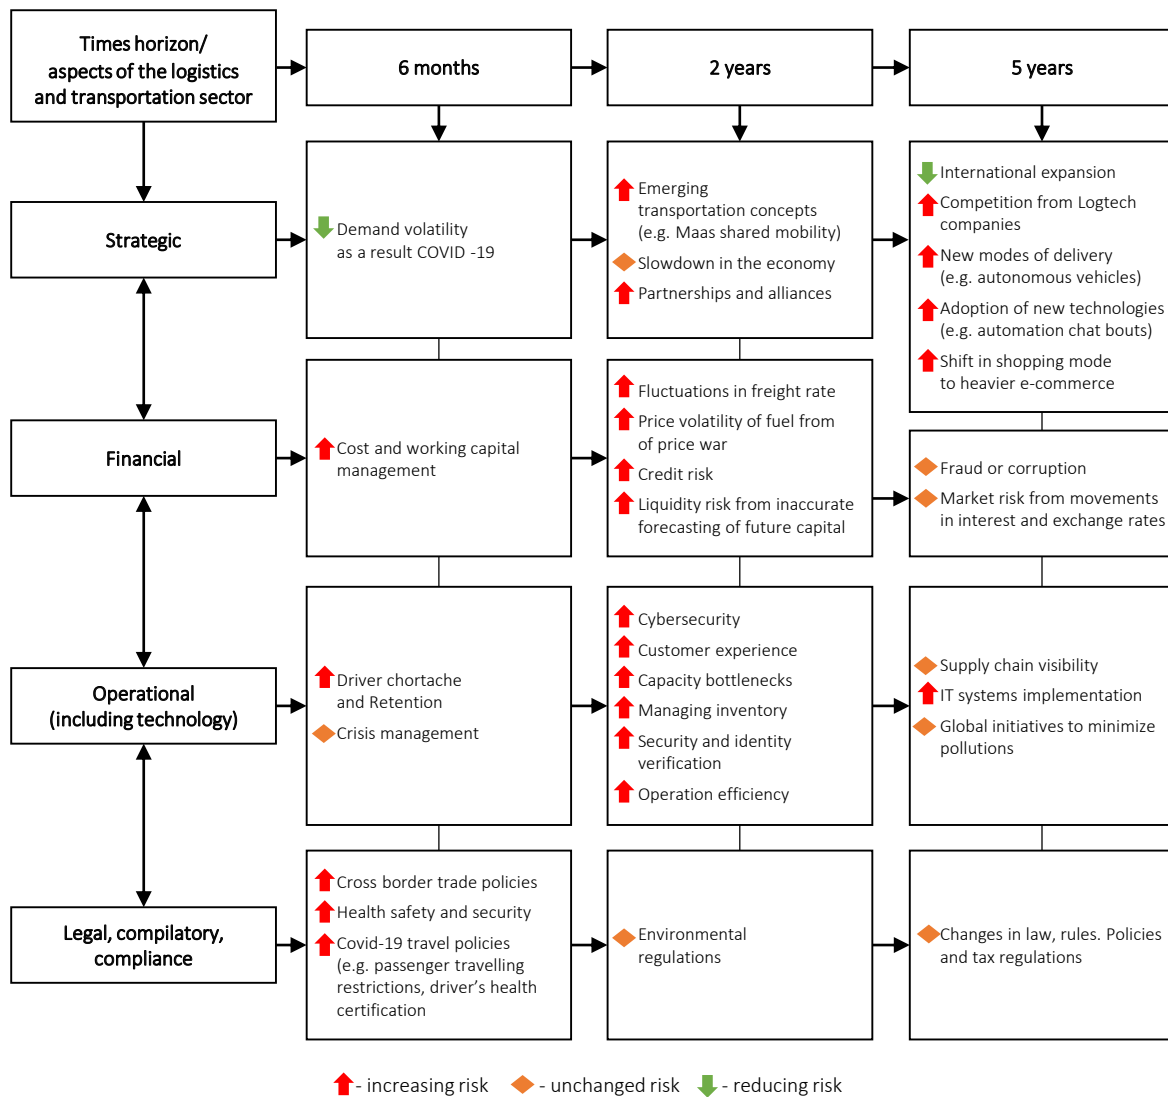 Times horizon/
aspects of the logistics
and transportation sector
6 months
2 years
5 years
Strategic
Demand volatility
as a result COVID -19
Emerging
transportation concepts
(e.g. Maas shared mobility)
Slowdown in the economy
Partnerships and alliances
International expansion
Competition from Logtech
companies
New modes of delivery
(e.g. autonomous vehicles)
Adoption of new technologies
(e.g. automation chat bouts)
Shift in shopping mode
to heavier e-commerce
Financial
Cost and working capital
management
Fluctuations in freight rate
Price volatility of fuel from
of price war
Credit risk
Liquidity risk from inaccurate
forecasting of future capital
Fraud or corruption
Market risk from movements
in interest and exchange rates
Operational
(including technology)
Driver chortache
and Retention
Crisis management
Cybersecurity
Customer experience
Capacity bottlenecks
Managing inventory
Security and identity
verification
Operation efficiency
Supply chain visibility
IT systems implementation
Global initiatives to minimize
pollutions
Legal, compilatory,
compliance
Cross border trade policies
Health safety and security
Covid-19 travel policies
(e.g. passenger travelling
restrictions, driver's health
certification
Environmental
regulations
Changes in law, rules. Policies
and tax regulations
- increasing risk - unchanged risk - reducing risk